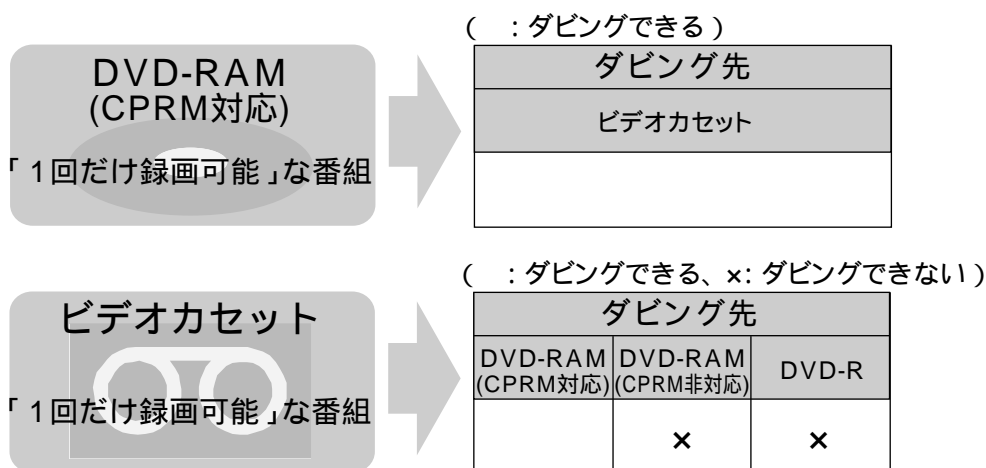 ( :ダビングできる)
DVD-RAM
(CPRM対応)
「1回だけ録画可能」な番組
ダビング先
ビデオカセット
( :ダビングできる、×:ダビングできない)
ビデオカセット
「1回だけ録画可能」な番組
ダビング先
DVD-RAM
(CPRM対応)
DVD-RAM
(CPRM非対応)
DVD-R
×
×